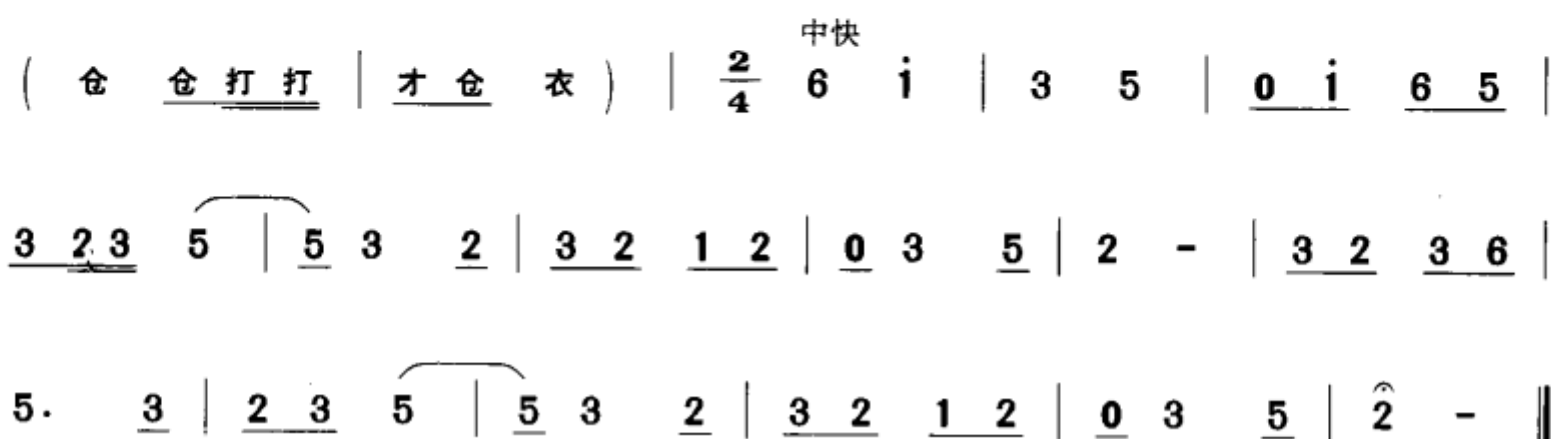 中快
( 仓 仓 打 打 | 才 仓 衣 ) | 2/4 6 i̇ | 3 5 | 0 i̇ 6 5 |
3 2 3 5 | 5 3 2 | 3 2 1 2 | 0 3 5 | 2 - | 3 2 3 6 |
5. 3 | 2 3 5 | 5 3 2 | 3 2 1 2 | 0 3 5 | 2 - ‖